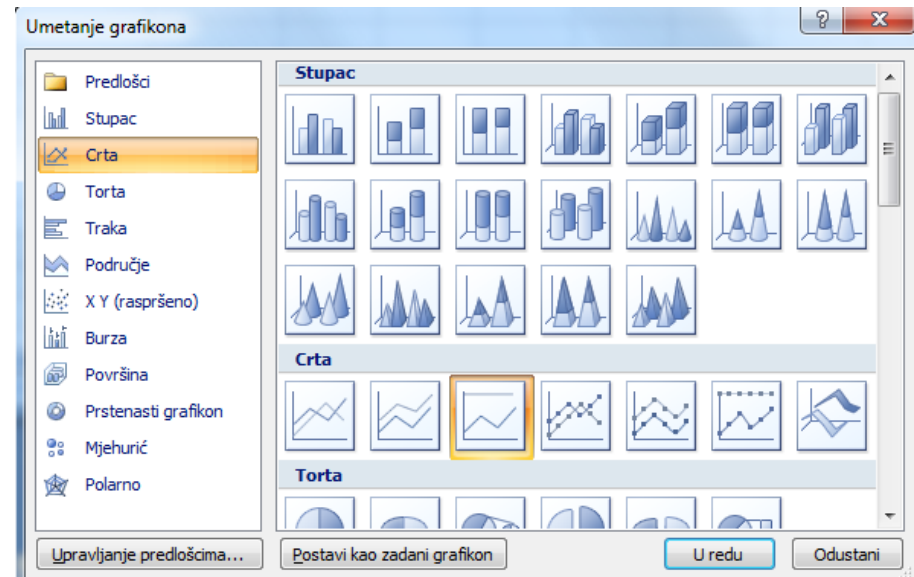 Umetanje grafikona
Predlošci
Stupac
Crta
Torta
Traka
Područje
X Y (raspršeno)
Burza
Površina
Prstenasti grafikon
Mjehurić
Polarno
Stupac
Crta
Torta
Upravljanje predlošcima...
Postavi kao zadani grafikon
U redu
Odustani